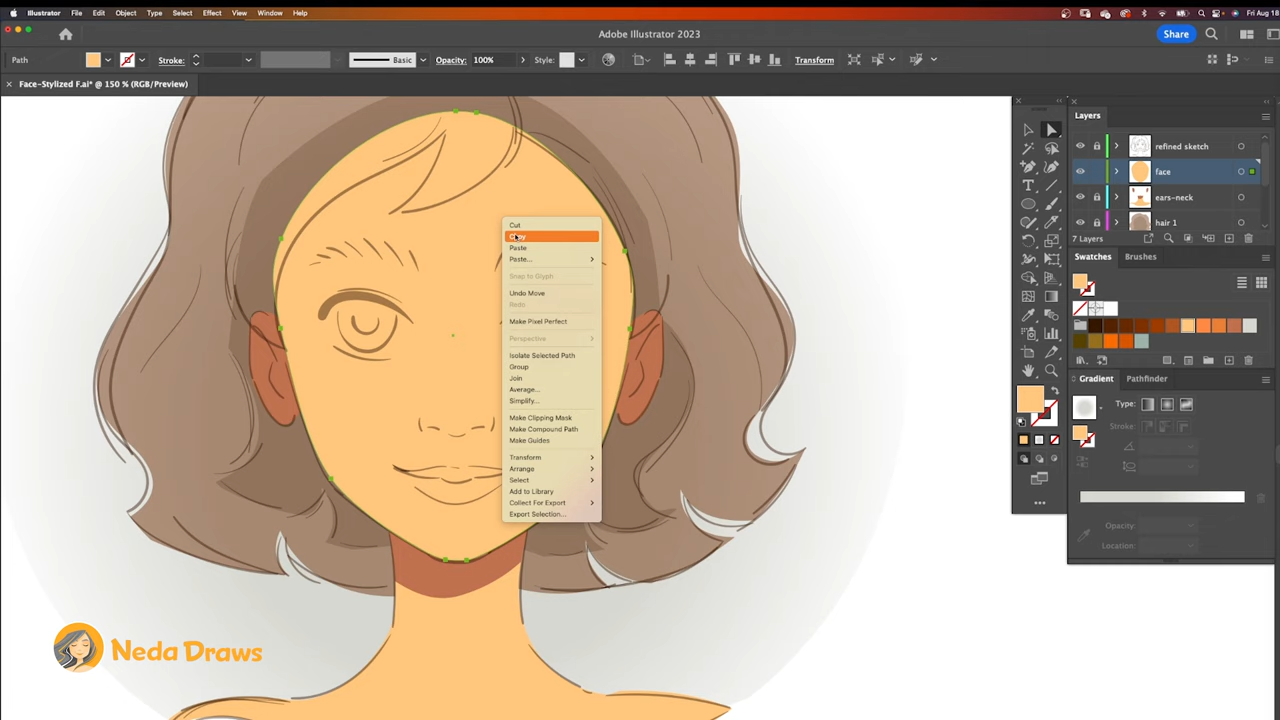 Illustrator File Edit Object Type Select Effect View Window Help
Fri Aug 18
Adobe Illustrator 2023
Share
Path
Stroke:
Basic
Opacity: 100%
Style:
Transform
× Face-Stylized F.ai* @ 150 % (RGB/Preview)
Layers
refined sketch
face
ears-neck
hair 1
7 Layers
Swatches Brushes
Gradient Pathfinder
Type:
Stroke:
Opacity:
Location:
Cut
Copy
Paste
Paste...
Snap to Glyph
Undo Move
Redo
Make Pixel Perfect
Perspective
Isolate Selected Path
Group
Join
Average...
Simplify...
Make Clipping Mask
Make Compound Path
Make Guides
Transform
Arrange
Select
Add to Library
Collect For Export
Export Selection...
Neda Draws